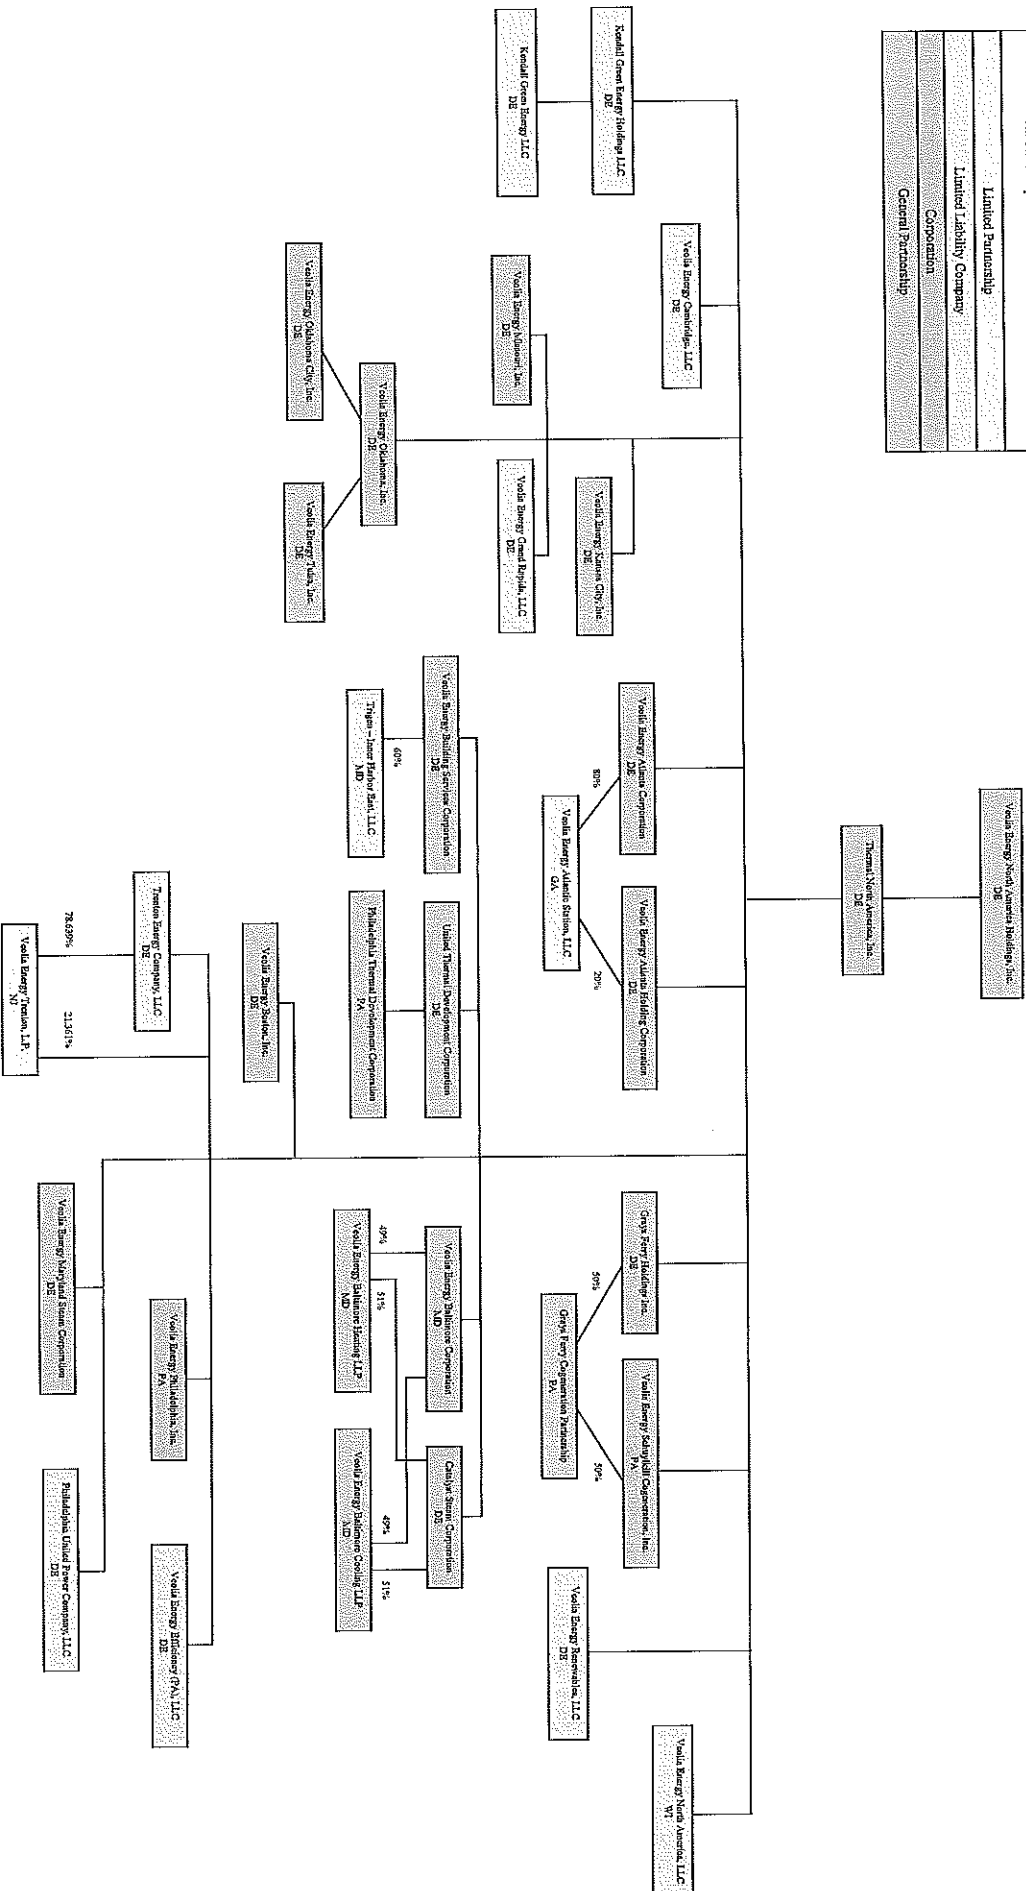 Limited Partnership
Limited Liability Company
Corporation
General Partnership
Veolia Energy North America Holdings, Inc.
DE
Thermal North America, Inc.
DE
Kendall Green Energy Holdings LLC
DE
Kendall Green Energy LLC
DE
Veolia Energy Cambridge, LLC
DE
Veolia Energy Kansas City, Inc.
DE
Veolia Energy Missouri, Inc.
DE
Veolia Energy Grand Rapids, LLC
DE
Veolia Energy Oklahoma, Inc.
DE
Veolia Energy Oklahoma City, Inc.
DE
Veolia Energy Tulsa, Inc.
DE
Veolia Energy Atlanta Corporation
DE
Veolia Energy Atlanta Holding Corporation
DE
80%
20%
Veolia Energy Atlantic Station, LLC
GA
Grays Ferry Holdings Inc.
DE
Veolia Energy Schuylkill Cogeneration, Inc.
PA
50%
50%
Grays Ferry Cogeneration Partnership
PA
Veolia Energy Renewables, LLC
DE
Veolia Energy North America, LLC
WI
Veolia Energy Building Services Corporation
DE
60%
Trigen – Inner Harbor East, LLC
MD
United Thermal Development Corporation
DE
Philadelphia Thermal Development Corporation
PA
Veolia Energy Baltimore Corporation
MD
Catalyst Steam Corporation
DE
49%
51%
49%
51%
Veolia Energy Baltimore Heating LLP
MD
Veolia Energy Baltimore Cooling LLP
MD
Veolia Energy Boston, Inc.
DE
Trenton Energy Company, LLC
DE
78.639%
21.361%
Veolia Energy Trenton, L.P.
NJ
Veolia Energy Philadelphia, Inc.
PA
Veolia Energy Efficiency (PA), LLC
DE
Veolia Energy Maryland Steam Corporation
DE
Philadelphia United Power Company, LLC
DE